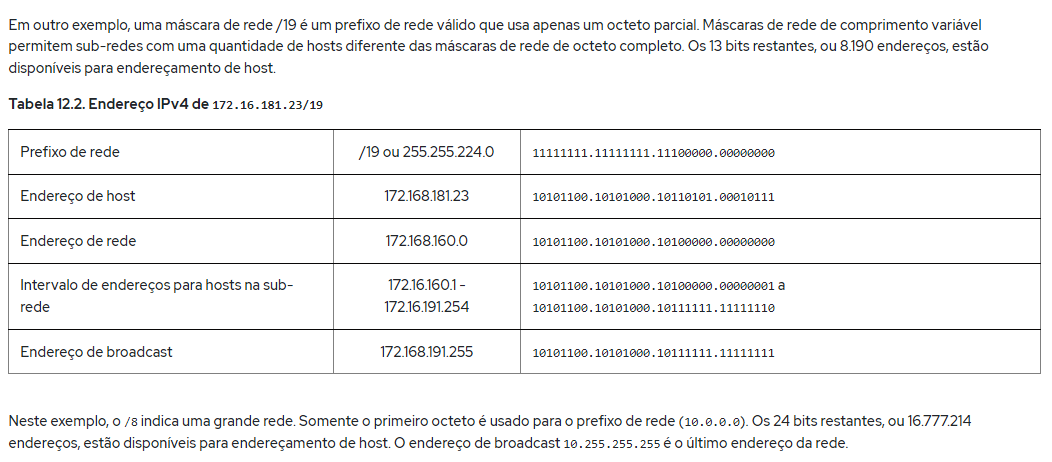 Em outro exemplo, uma máscara de rede /19 é um prefixo de rede válido que usa apenas um octeto parcial. Máscaras de rede de comprimento variável
permitem sub-redes com uma quantidade de hosts diferente das máscaras de rede de octeto completo. Os 13 bits restantes, ou 8.190 endereços, estão
disponíveis para endereçamento de host.
Tabela 12.2. Endereço IPv4 de 172.16.181.23/19
Prefixo de rede /19 ou 255.255.224.0 11111111.11111111.11100000.00000000
Endereço de host 172.168.181.23 10101100.10101000.10110101.00010111
Endereço de rede 172.168.160.0 10101100.10101000.10100000.00000000
Intervalo de endereços para hosts na sub- 172.16.160.1 - 10101100.10101000.10100000.00000001 a
rede 172.16.191.254 10101100.10101000.10111111.11111110
Endereço de broadcast 172.168.191.255 10101100.10101000.10111111.11111111
Neste exemplo, o /8 indica uma grande rede. Somente o primeiro octeto é usado para o prefixo de rede (10.0.0.0). Os 24 bits restantes, ou 16.777.214
endereços, estão disponíveis para endereçamento de host. O endereço de broadcast 10.255.255.255 é o último endereço da rede.